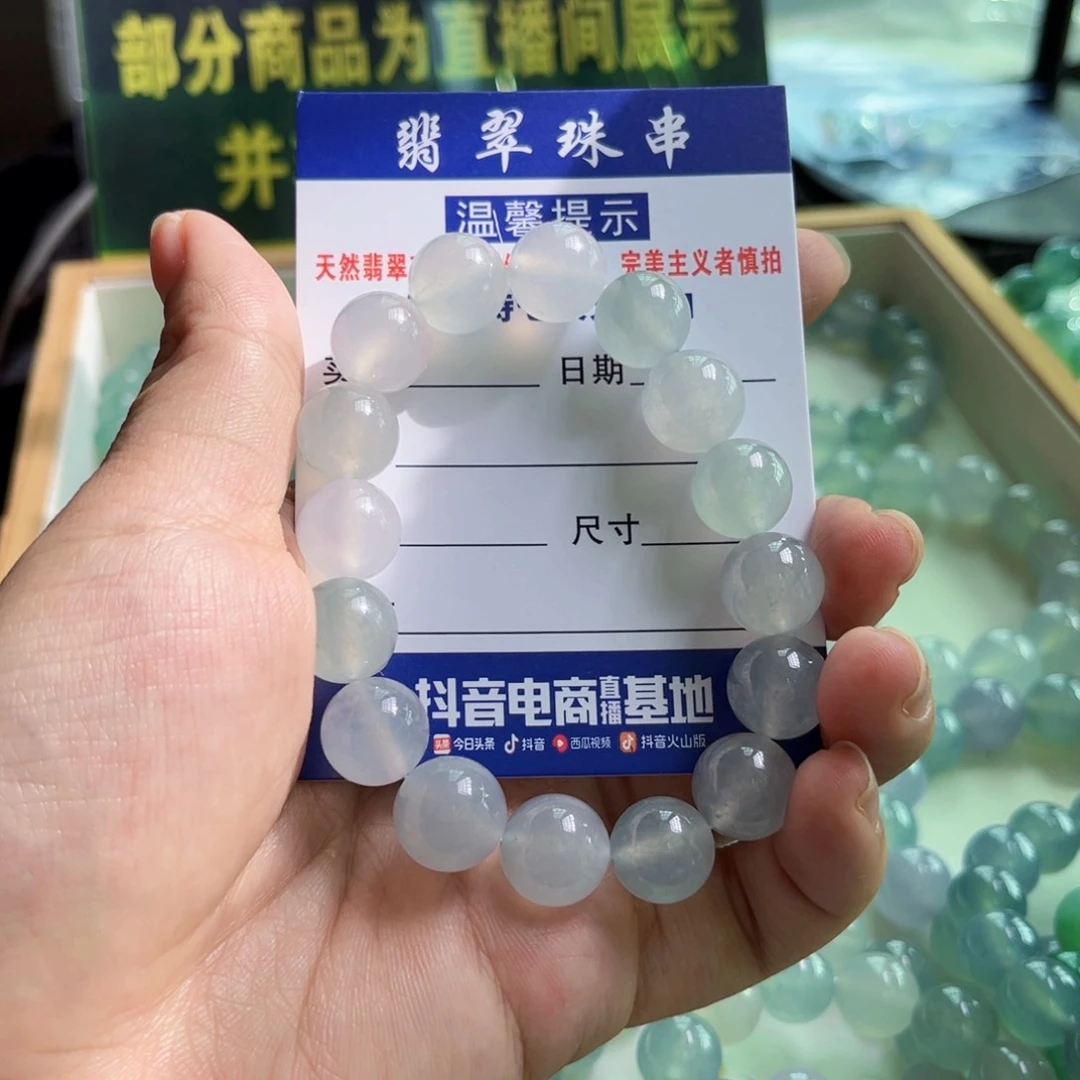 部分商品为直播间展示
并
翡翠珠串
温馨提示
天然翡翠 完美主义者慎拍
买 日期
尺寸
抖音电商直播基地
头条 今日头条 抖音 西瓜视频 抖音火山版